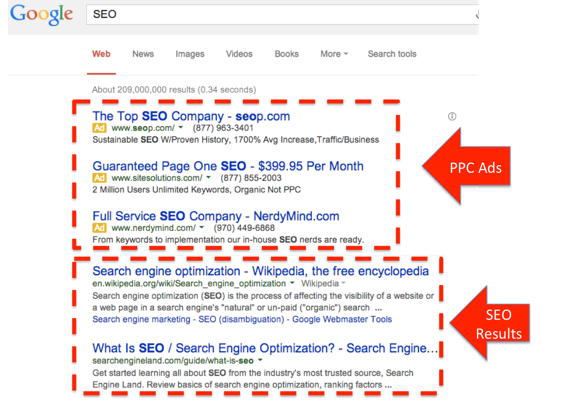 Google SEO
Web News Images Videos Books More Search tools
About 209,000,000 results (0.34 seconds)
The Top SEO Company - seop.com
Ad www.seop.com/ (877) 963-3401
Sustainable SEO W/Proven History, 1700% Avg Increase,Traffic/Business
Guaranteed Page One SEO - $399.95 Per Month
Ad www.sitesolutions.com/ (877) 855-2003
2 Million Users Unlimited Keywords, Organic Not PPC
Full Service SEO Company - NerdyMind.com
Ad www.nerdymind.com/ (970) 449-6868
From keywords to implementation our in-house SEO nerds are ready.
PPC Ads
Search engine optimization - Wikipedia, the free encyclopedia
en.wikipedia.org/wiki/Search_engine_optimization Wikipedia
Search engine optimization (SEO) is the process of affecting the visibility of a website or
a web page in a search engine's "natural" or un-paid ("organic") search ...
Search engine marketing - SEO (disambiguation) - Google Webmaster Tools
What Is SEO / Search Engine Optimization? - Search Engine...
searchengineland.com/guide/what-is-seo
Get started learning all about SEO from the industry's most trusted source, Search
Engine Land. Review basics of search engine optimization, ranking factors ...
SEO
Results